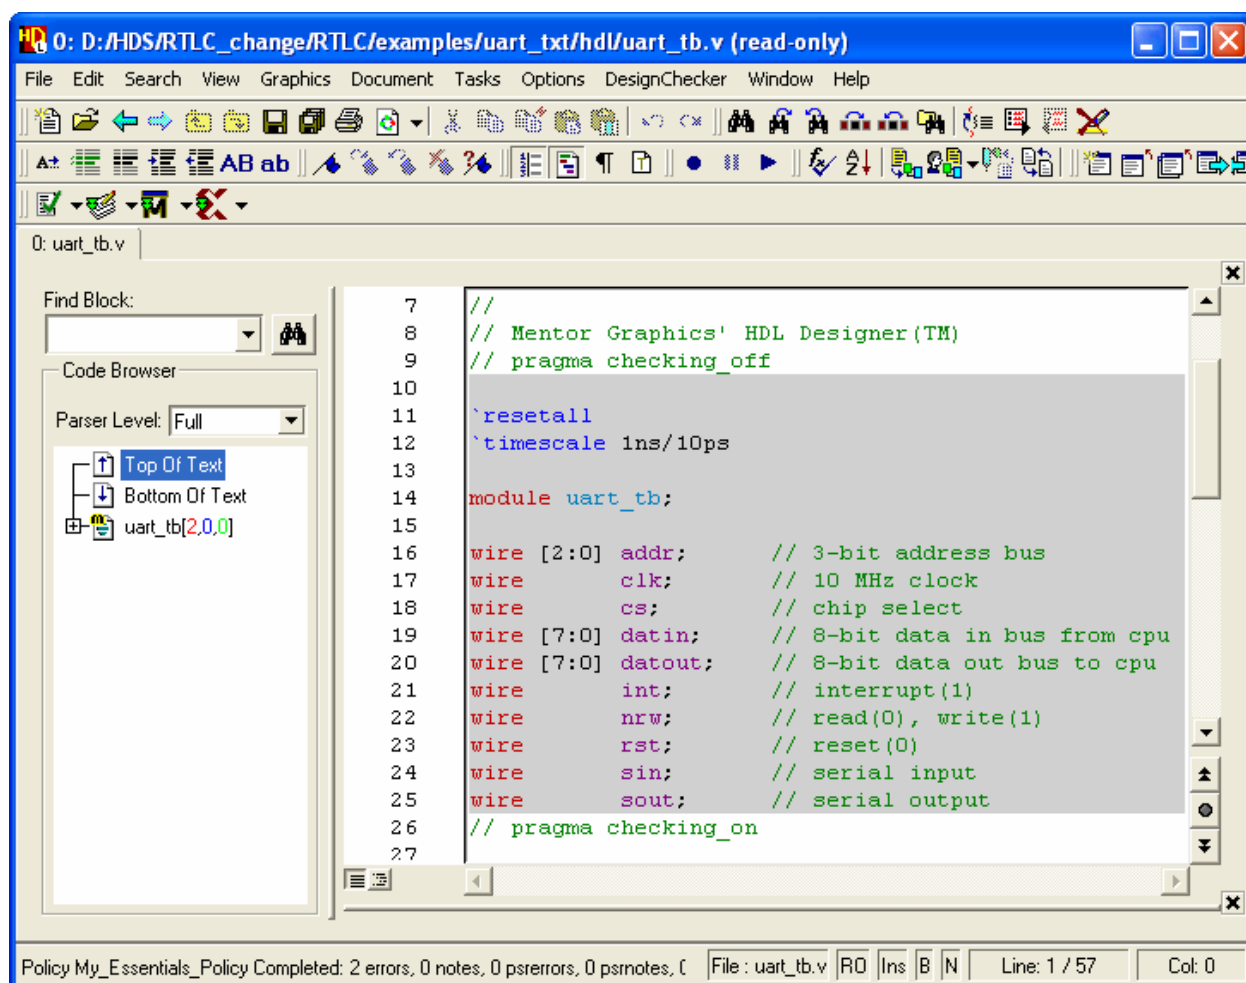 0: D:/HDS/RTLC_change/RTLC/examples/uart_txt/hdl/uart_tb.v (read-only)
File Edit Search View Graphics Document Tasks Options DesignChecker Window Help
AB ab
0: uart_tb.v
Find Block:
Code Browser
Parser Level: Full
Top Of Text
Bottom Of Text
uart_tb[2,0,0]
7 //
8 // Mentor Graphics' HDL Designer(TM)
9 // pragma checking_off
10
11 `resetall
12 `timescale 1ns/10ps
13
14 module uart_tb;
15
16 wire [2:0] addr; // 3-bit address bus
17 wire clk; // 10 MHz clock
18 wire cs; // chip select
19 wire [7:0] datin; // 8-bit data in bus from cpu
20 wire [7:0] datout; // 8-bit data out bus to cpu
21 wire int; // interrupt(1)
22 wire nrw; // read(0), write(1)
23 wire rst; // reset(0)
24 wire sin; // serial input
25 wire sout; // serial output
26 // pragma checking_on
27
Policy My_Essentials_Policy Completed: 2 errors, 0 notes, 0 psrerrors, 0 psrnotes, ( File : uart_tb.v RO Ins B N Line: 1 / 57 Col: 0